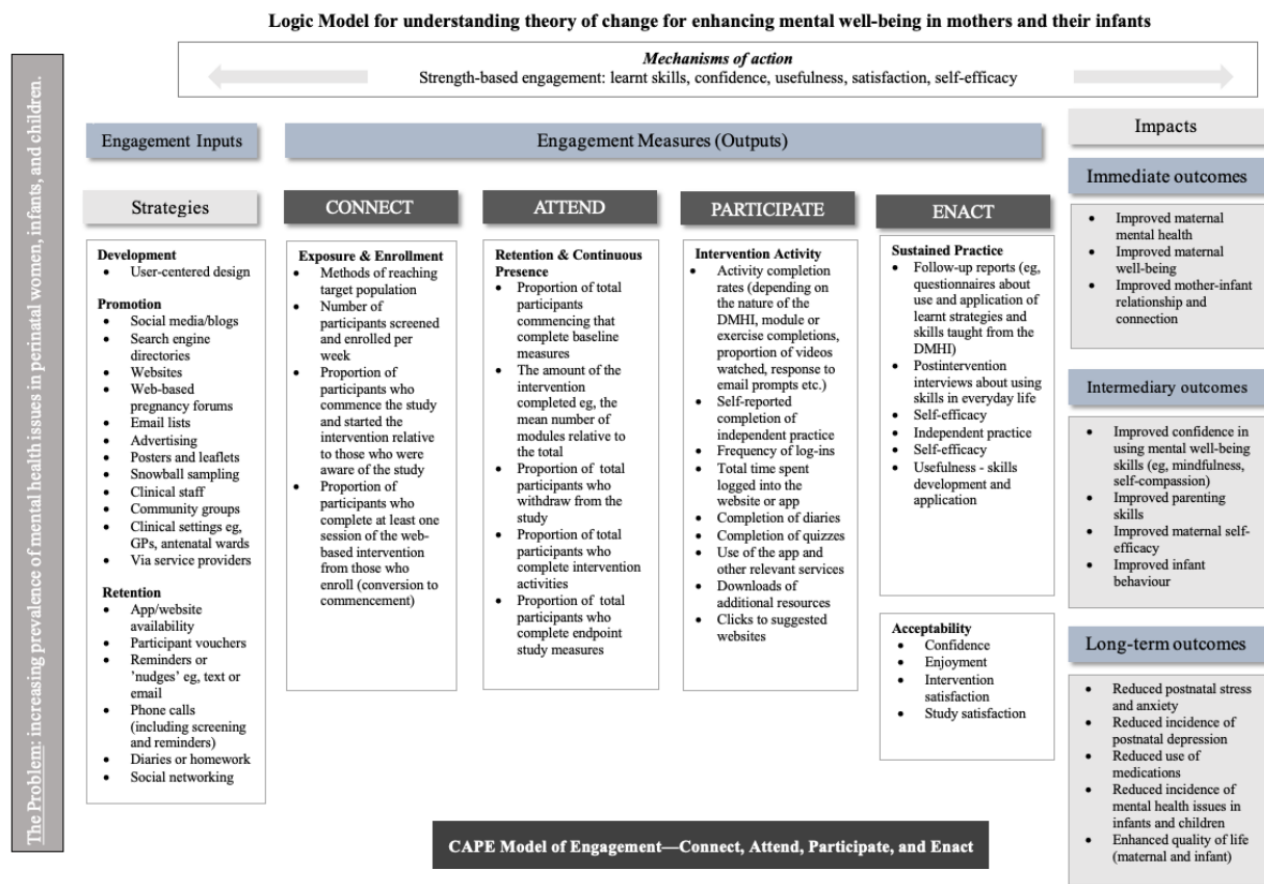 Logic Model for understanding theory of change for enhancing mental well-being in mothers and their infants
Mechanisms of action
Strength-based engagement: learnt skills, confidence, usefulness, satisfaction, self-efficacy
The Problem: increasing prevalence of mental health issues in perinatal women, infants, and children.
Engagement Inputs
Strategies
Development
• User-centered design
Promotion
• Social media/blogs
• Search engine
directories
• Websites
• Web-based
pregnancy forums
• Email lists
• Advertising
• Posters and leaflets
• Snowball sampling
• Clinical staff
• Community groups
• Clinical settings eg,
GPs, antenatal wards
• Via service providers
Retention
• App/website
availability
• Participant vouchers
• Reminders or
'nudges' eg, text or
email
• Phone calls
(including screening
and reminders)
• Diaries or homework
• Social networking
Engagement Measures (Outputs)
CONNECT
Exposure & Enrollment
• Methods of reaching
target population
• Number of
participants screened
and enrolled per
week
• Proportion of
participants who
commence the study
and started the
intervention relative
to those who were
aware of the study
• Proportion of
participants who
complete at least one
session of the web-
based intervention
from those who
enroll (conversion to
commencement)
ATTEND
Retention & Continuous
Presence
• Proportion of total
participants
commencing that
complete baseline
measures
• The amount of the
intervention
completed eg, the
mean number of
modules relative to
the total
• Proportion of total
participants who
withdraw from the
study
• Proportion of total
participants who
complete intervention
activities
• Proportion of total
participants who
complete endpoint
study measures
PARTICIPATE
Intervention Activity
• Activity completion
rates (depending on
the nature of the
DMHI, module or
exercise completions,
proportion of videos
watched, response to
email prompts etc.)
• Self-reported
completion of
independent practice
• Frequency of log-ins
• Total time spent
logged into the
website or app
• Completion of diaries
• Completion of quizzes
• Use of the app and
other relevant services
• Downloads of
additional resources
• Clicks to suggested
websites
ENACT
Sustained Practice
• Follow-up reports (eg,
questionnaires about
use and application of
learnt strategies and
skills taught from the
DMHI)
• Postintervention
interviews about using
skills in everyday life
• Self-efficacy
• Independent practice
• Self-efficacy
• Usefulness - skills
development and
application
Acceptability
• Confidence
• Enjoyment
• Intervention
satisfaction
• Study satisfaction
Impacts
Immediate outcomes
• Improved maternal
mental health
• Improved maternal
well-being
• Improved mother-infant
relationship and
connection
Intermediary outcomes
• Improved confidence in
using mental well-being
skills (eg, mindfulness,
self-compassion)
• Improved parenting
skills
• Improved maternal self-
efficacy
• Improved infant
behaviour
Long-term outcomes
• Reduced postnatal stress
and anxiety
• Reduced incidence of
postnatal depression
• Reduced use of
medications
• Reduced incidence of
mental health issues in
infants and children
• Enhanced quality of life
(maternal and infant)
CAPE Model of Engagement—Connect, Attend, Participate, and Enact